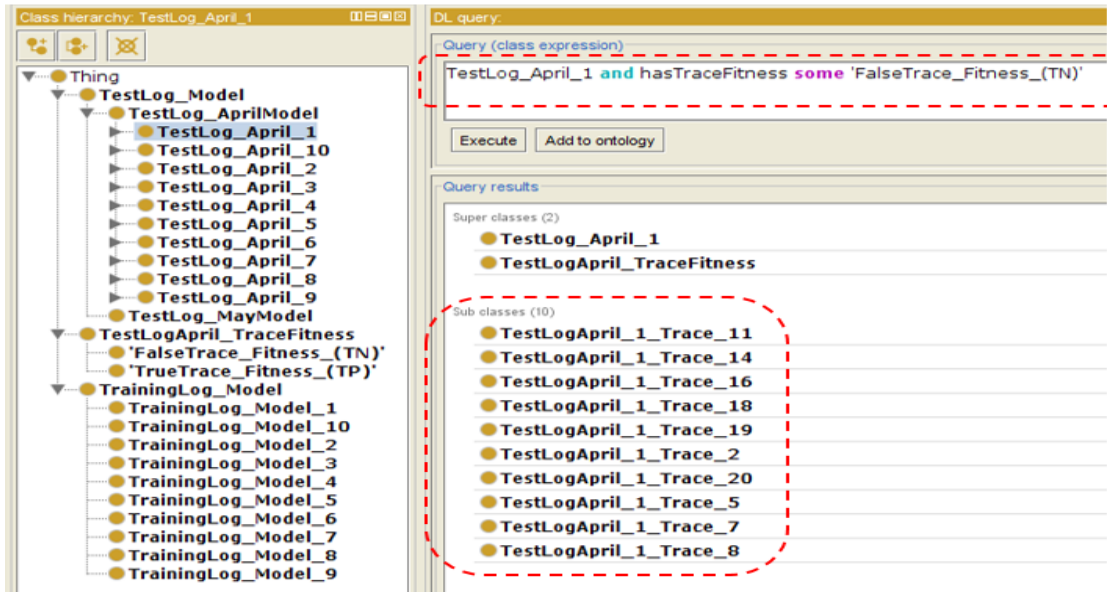 Class hierarchy: TestLog_April_1
Thing
TestLog_Model
TestLog_AprilModel
TestLog_April_1
TestLog_April_10
TestLog_April_2
TestLog_April_3
TestLog_April_4
TestLog_April_5
TestLog_April_6
TestLog_April_7
TestLog_April_8
TestLog_April_9
TestLog_MayModel
TestLogApril_TraceFitness
'FalseTrace_Fitness_(TN)'
'TrueTrace_Fitness_(TP)'
TrainingLog_Model
TrainingLog_Model_1
TrainingLog_Model_10
TrainingLog_Model_2
TrainingLog_Model_3
TrainingLog_Model_4
TrainingLog_Model_5
TrainingLog_Model_6
TrainingLog_Model_7
TrainingLog_Model_8
TrainingLog_Model_9
DL query:
Query (class expression)
TestLog_April_1 and hasTraceFitness some 'FalseTrace_Fitness_(TN)'
Execute Add to ontology
Query results
Super classes (2)
TestLog_April_1
TestLogApril_TraceFitness
Sub classes (10)
TestLogApril_1_Trace_11
TestLogApril_1_Trace_14
TestLogApril_1_Trace_16
TestLogApril_1_Trace_18
TestLogApril_1_Trace_19
TestLogApril_1_Trace_2
TestLogApril_1_Trace_20
TestLogApril_1_Trace_5
TestLogApril_1_Trace_7
TestLogApril_1_Trace_8